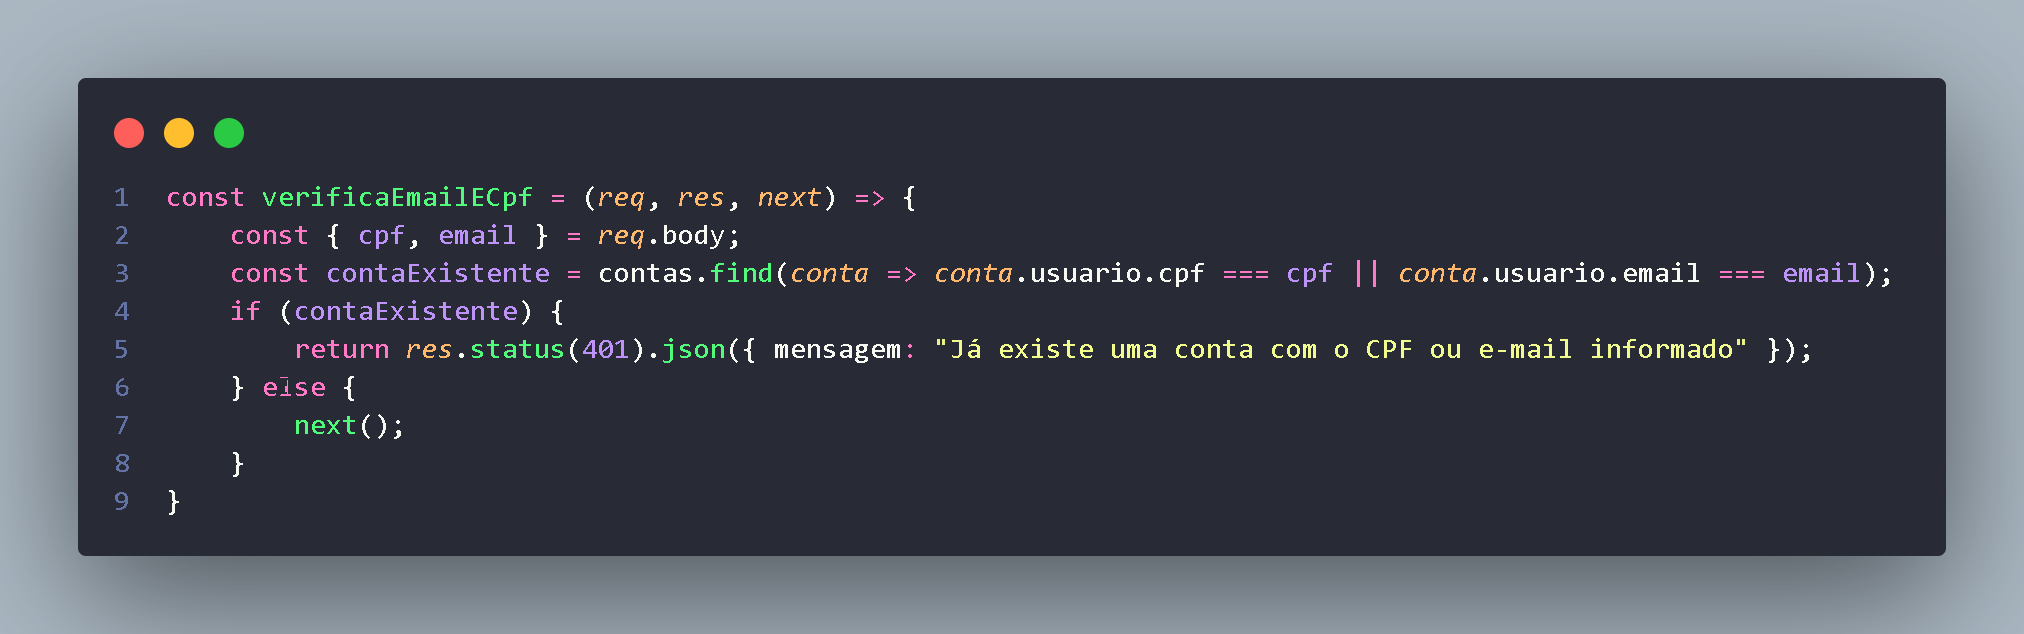 1 const verificaEmailECpf = (req, res, next) => {
2     const { cpf, email } = req.body;
3     const contaExistente = contas.find(conta => conta.usuario.cpf === cpf || conta.usuario.email === email);
4     if (contaExistente) {
5         return res.status(401).json({ mensagem: "Já existe uma conta com o CPF ou e-mail informado" });
6     } else {
7         next();
8     }
9 }